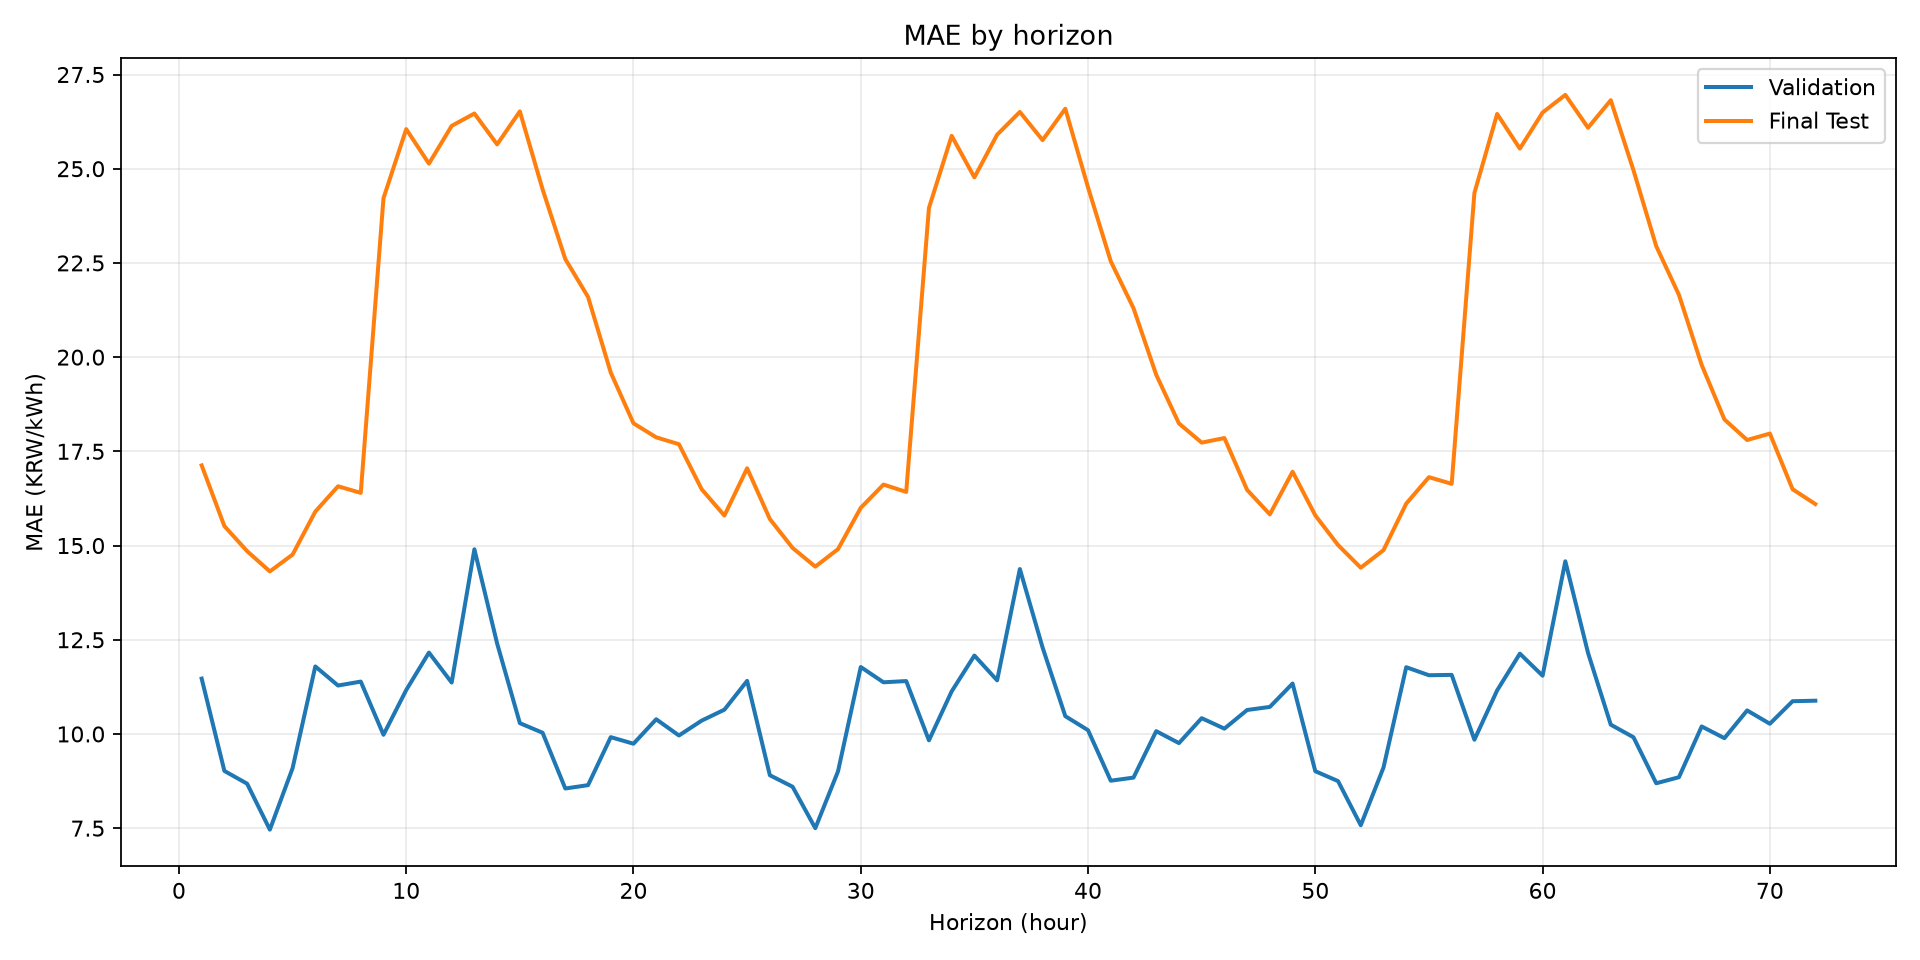 MAE by horizon
Validation
Final Test
27.5
25.0
22.5
20.0
17.5
15.0
12.5
10.0
7.5
MAE (KRW/kWh)
0 10 20 30 40 50 60 70
Horizon (hour)